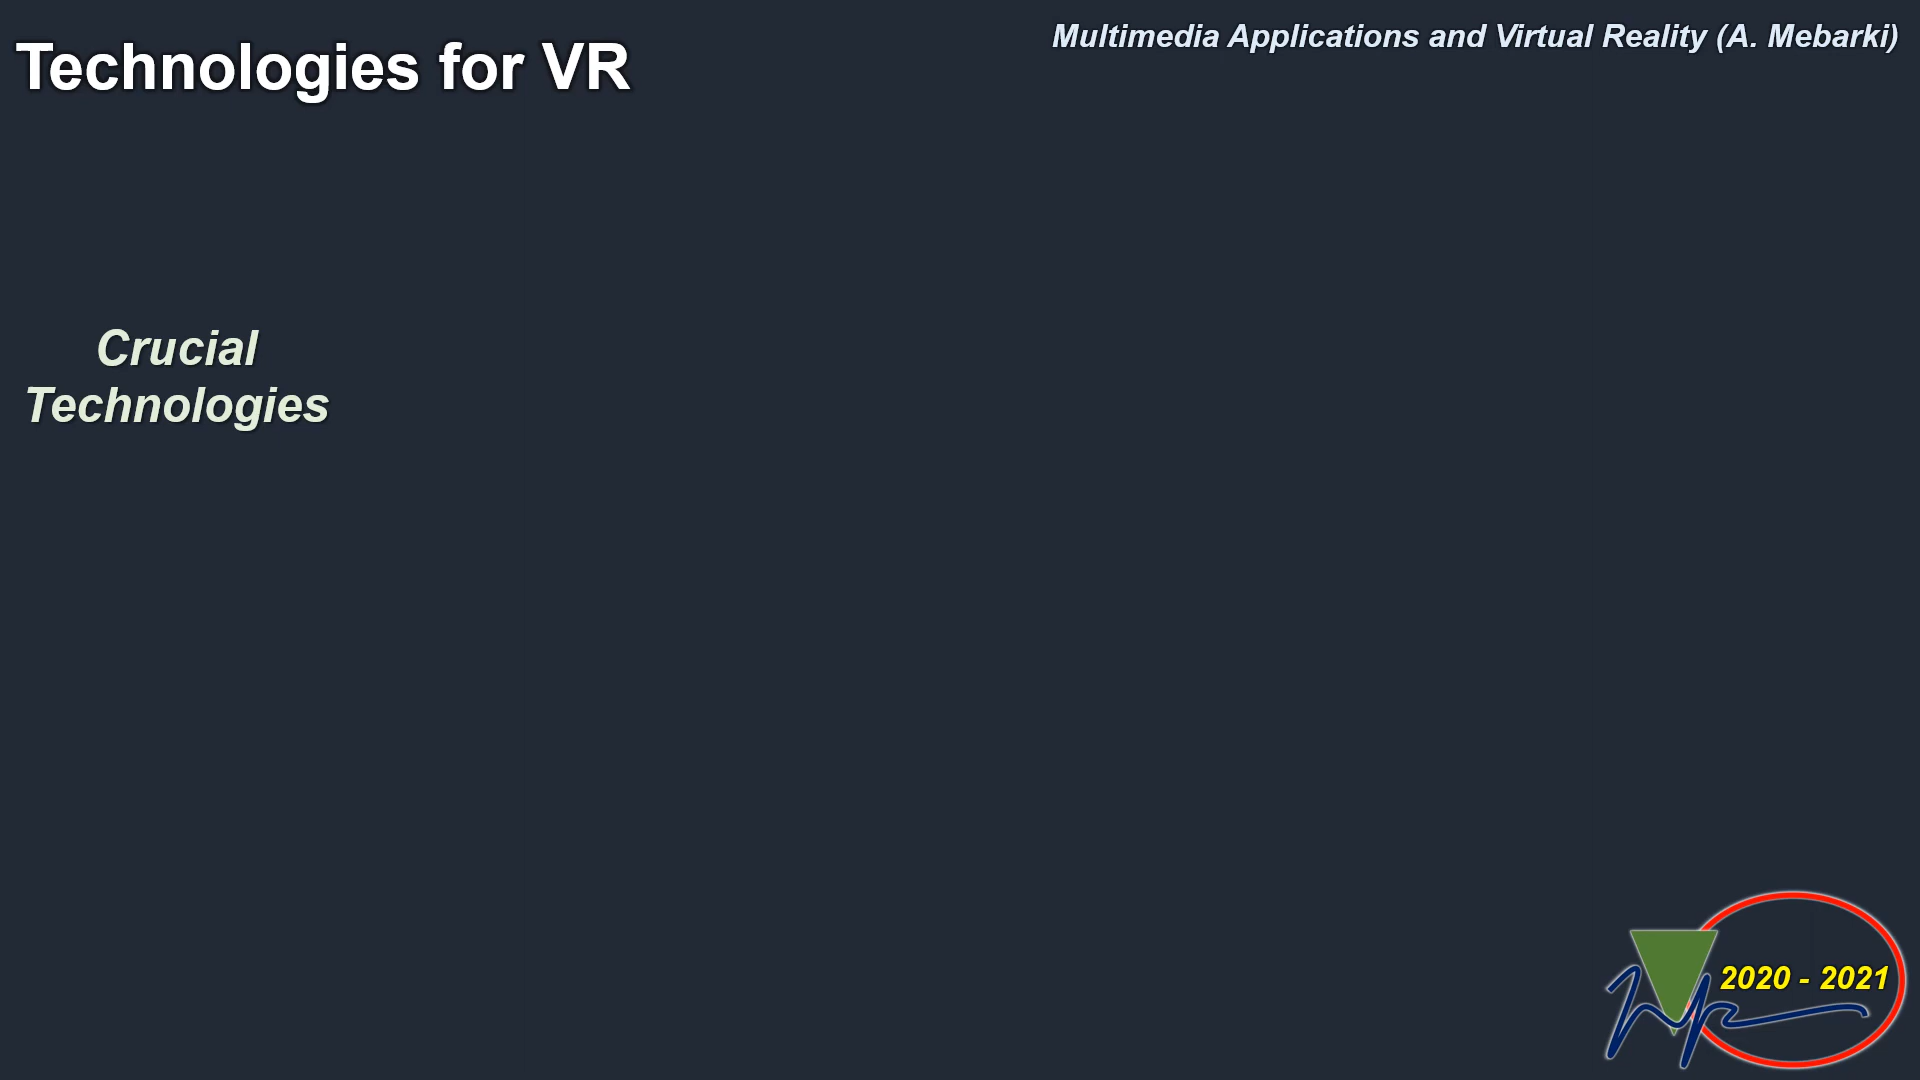 Technologies for VR
Multimedia Applications and Virtual Reality (A. Mebarki)
Crucial
Technologies
2020 - 2021